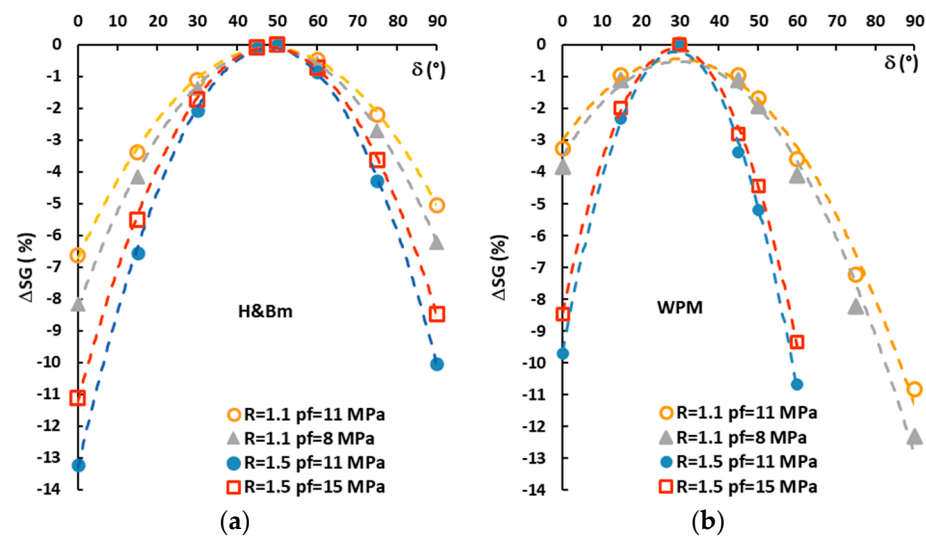 0 10 20 30 40 50 60 70 80 90
0
-1
-2
-3
-4
-5
-6
-7
-8
-9
-10
-11
-12
-13
-14
ΔSG ( %)
δ (°)
H&Bm
R=1.1 pf=11 MPa
R=1.1 pf=8 MPa
R=1.5 pf=11 MPa
R=1.5 pf=15 MPa
(a)
0 10 20 30 40 50 60 70 80 90
0
-1
-2
-3
-4
-5
-6
-7
-8
-9
-10
-11
-12
-13
-14
ΔSG (%)
δ (°)
WPM
R=1.1 pf=11 MPa
R=1.1 pf=8 MPa
R=1.5 pf=11 MPa
R=1.5 pf=15 MPa
(b)